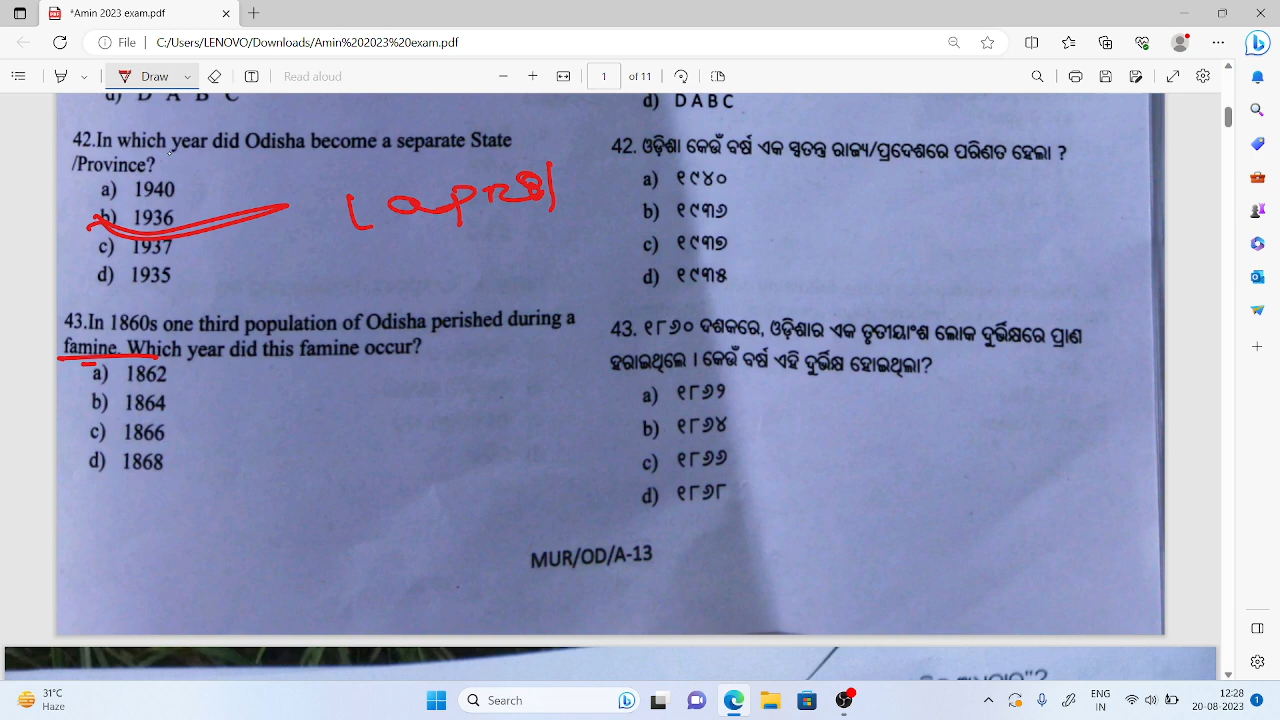 *Amin 2023 exam.pdf
File
C:/Users/LENOVO/Downloads/Amin%202023%20exam.pdf
Draw
Read aloud
1
of 11
d) D A B C
42.In which year did Odisha become a separate State
/Province?
a) 1940
b) 1936
c) 1937
d) 1935
1 april
43.In 1860s one third population of Odisha perished during a
famine. Which year did this famine occur?
a) 1862
b) 1864
c) 1866
d) 1868
d) D A B C
42. ଓଡ଼ିଶା କେଉଁ ବର୍ଷ ଏକ ସ୍ୱତନ୍ତ୍ର ରାଜ୍ୟ/ପ୍ରଦେଶରେ ପରିଣତ ହେଲା ?
a) ୧୯୪୦
b) ୧୯୩୬
c) ୧୯୩୭
d) ୧୯୩୫
43. ୧୮୬୦ ଦଶକରେ, ଓଡ଼ିଶାର ଏକ ତୃତୀୟାଂଶ ଲୋକ ଦୁର୍ଭିକ୍ଷରେ ପ୍ରାଣ
ହରାଇଥିଲେ । କେଉଁ ବର୍ଷ ଏହି ଦୁର୍ଭିକ୍ଷ ହୋଇଥିଲା?
a) ୧୮୬୨
b) ୧୮୬୪
c) ୧୮୬୬
d) ୧୮୬୮
MUR/OD/A-13
31°C
Haze
Search
ENG
IN
12:28
20-08-2023